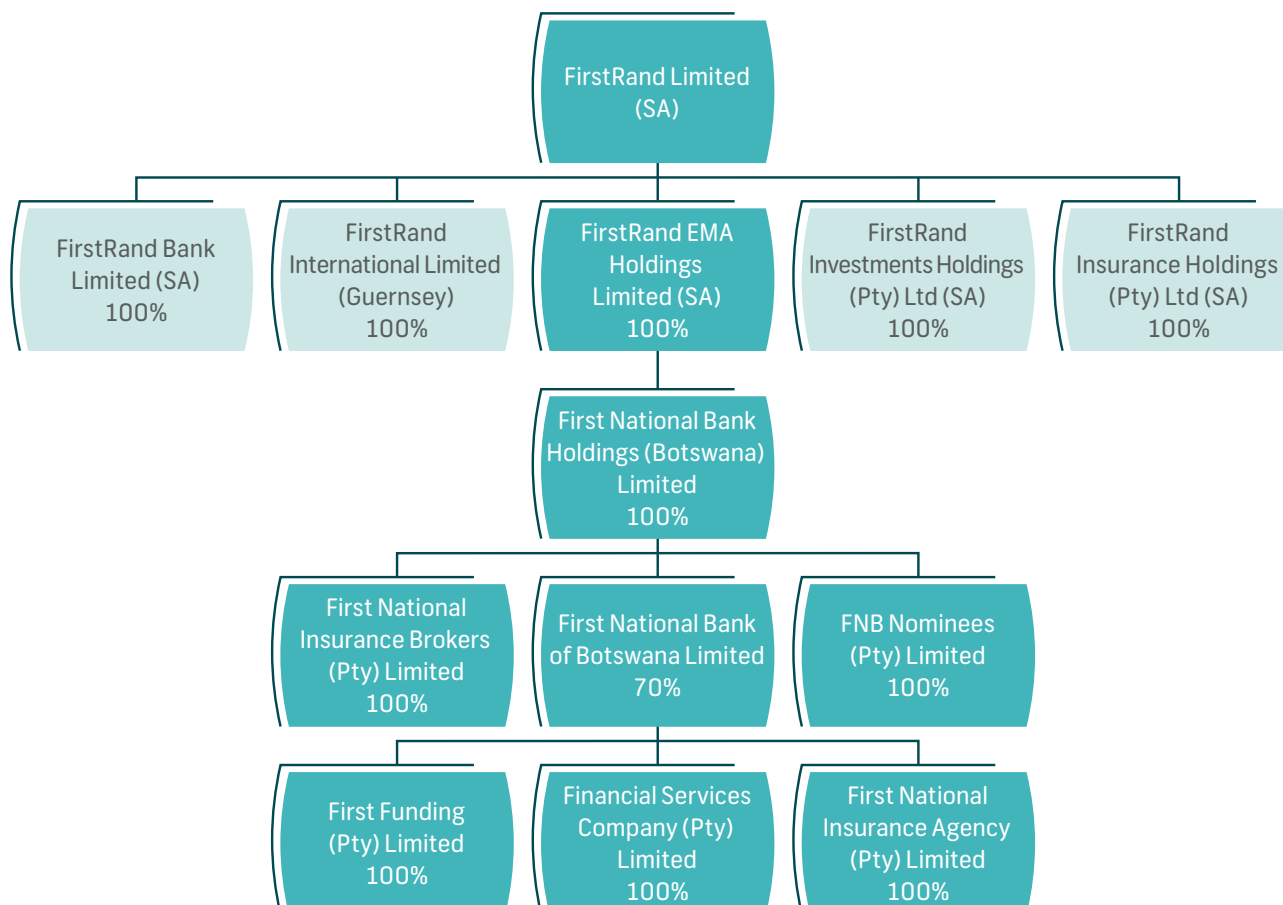 FirstRand Limited
(SA)
FirstRand Bank
Limited (SA)
100%
FirstRand
International Limited
(Guernsey)
100%
FirstRand EMA
Holdings
Limited (SA)
100%
FirstRand
Investments Holdings
(Pty) Ltd (SA)
100%
FirstRand
Insurance Holdings
(Pty) Ltd (SA)
100%
First National Bank
Holdings (Botswana)
Limited
100%
First National
Insurance Brokers
(Pty) Limited
100%
First National Bank
of Botswana Limited
70%
FNB Nominees
(Pty) Limited
100%
First Funding
(Pty) Limited
100%
Financial Services
Company (Pty)
Limited
100%
First National
Insurance Agency
(Pty) Limited
100%